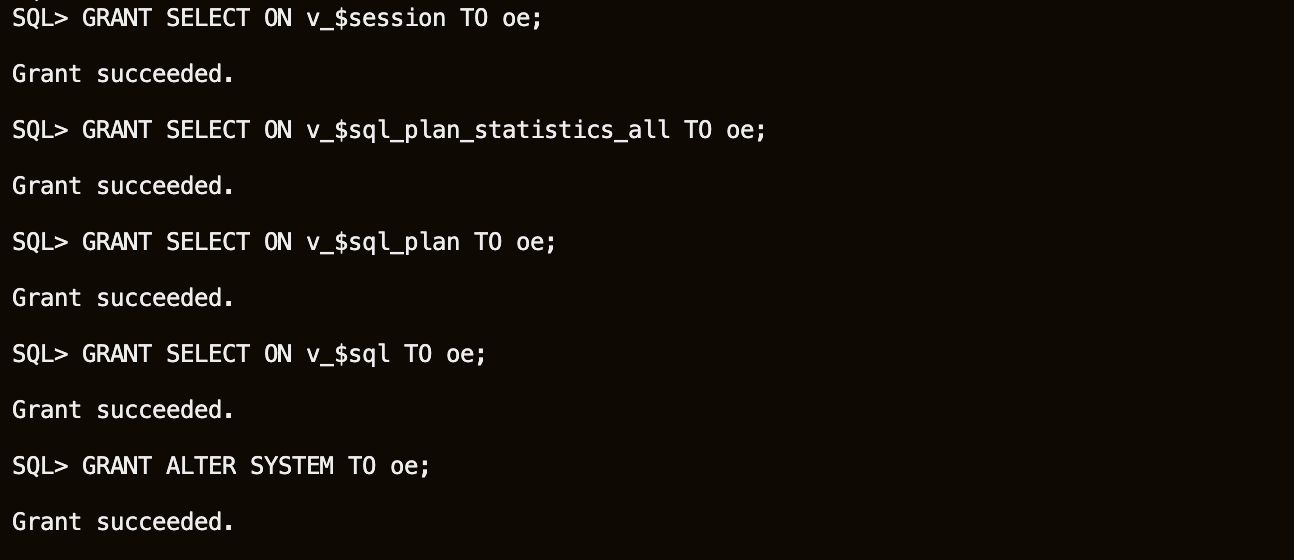 SQL> GRANT SELECT ON v_$session TO oe;
Grant succeeded.
SQL> GRANT SELECT ON v_$sql_plan_statistics_all TO oe;
Grant succeeded.
SQL> GRANT SELECT ON v_$sql_plan TO oe;
Grant succeeded.
SQL> GRANT SELECT ON v_$sql TO oe;
Grant succeeded.
SQL> GRANT ALTER SYSTEM TO oe;
Grant succeeded.